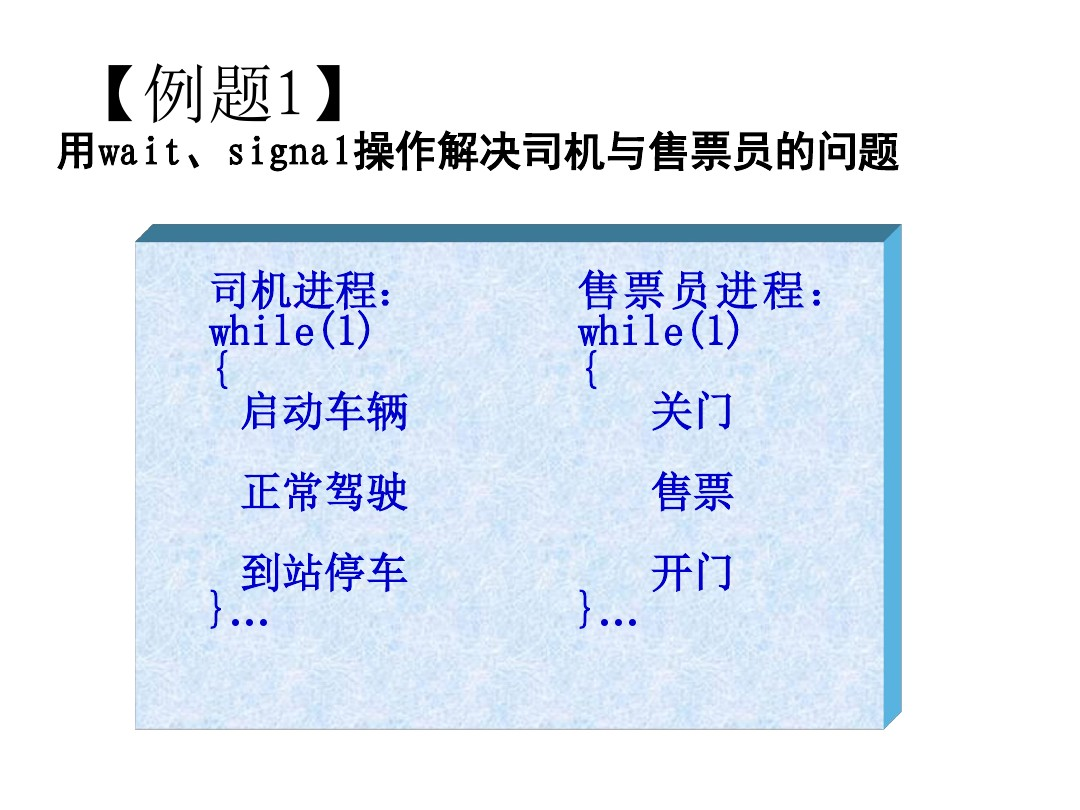 【例题1】
用wait、signal操作解决司机与售票员的问题
司机进程：
while(1)
{
启动车辆
正常驾驶
到站停车
}…
售票员进程：
while(1)
{
关门
售票
开门
}…